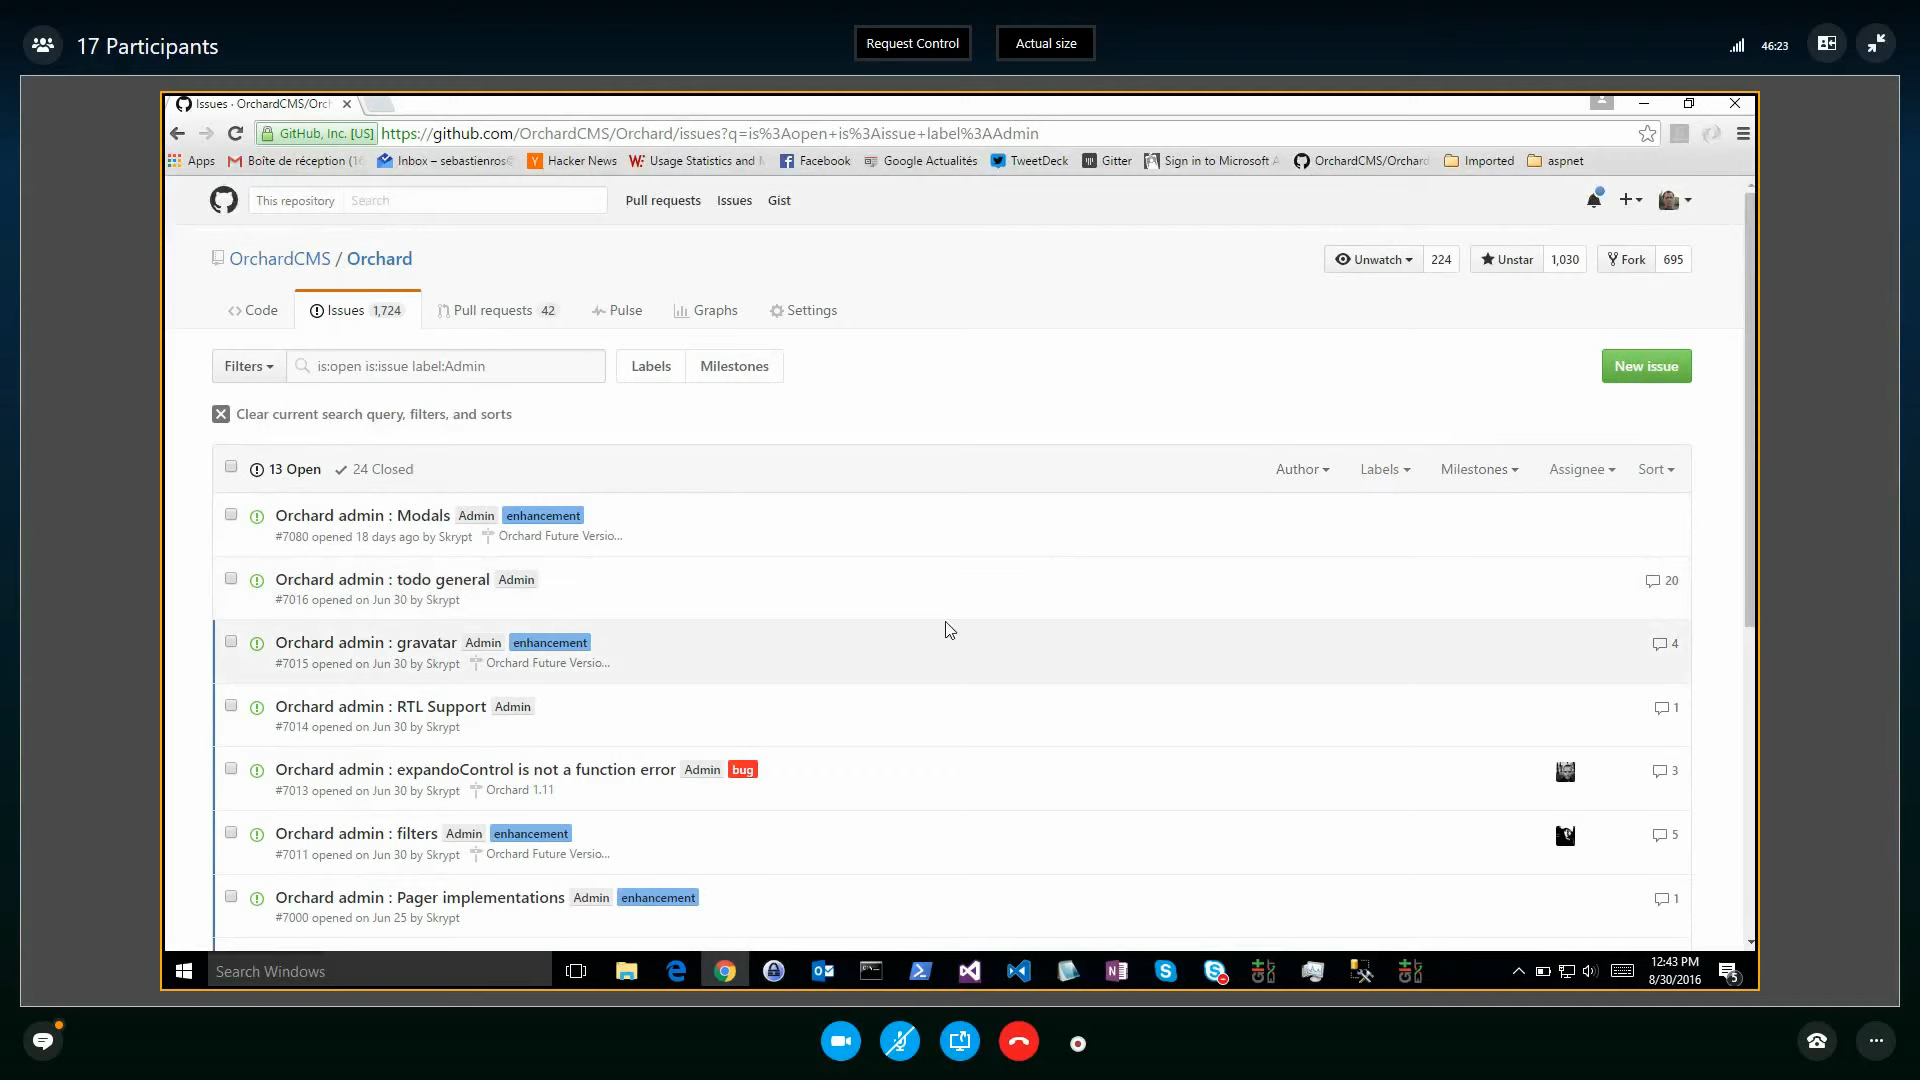 17 Participants
Request Control
Actual size
46:23
Issues · OrchardCMS/Orch
GitHub, Inc. [US] https://github.com/OrchardCMS/Orchard/issues?q=is%3Aopen+is%3Aissue+label%3AAdmin
Apps Boîte de réception (16 Inbox – sebastienros Hacker News Usage Statistics and Facebook Google Actualités TweetDeck Gitter Sign in to Microsoft OrchardCMS/Orchard Imported aspnet
This repository Search Pull requests Issues Gist
OrchardCMS / Orchard
Unwatch 224 Unstar 1,030 Fork 695
Code Issues 1,724 Pull requests 42 Pulse Graphs Settings
Filters is:open is:issue label:Admin Labels Milestones New issue
Clear current search query, filters, and sorts
13 Open 24 Closed Author Labels Milestones Assignee Sort
Orchard admin : Modals Admin enhancement
#7080 opened 18 days ago by Skrypt Orchard Future Versio...
Orchard admin : todo general Admin 20
#7016 opened on Jun 30 by Skrypt
Orchard admin : gravatar Admin enhancement 4
#7015 opened on Jun 30 by Skrypt Orchard Future Versio...
Orchard admin : RTL Support Admin 1
#7014 opened on Jun 30 by Skrypt
Orchard admin : expandoControl is not a function error Admin bug 3
#7013 opened on Jun 30 by Skrypt Orchard 1.11
Orchard admin : filters Admin enhancement 5
#7011 opened on Jun 30 by Skrypt Orchard Future Versio...
Orchard admin : Pager implementations Admin enhancement 1
#7000 opened on Jun 25 by Skrypt
Search Windows
12:43 PM
8/30/2016
5